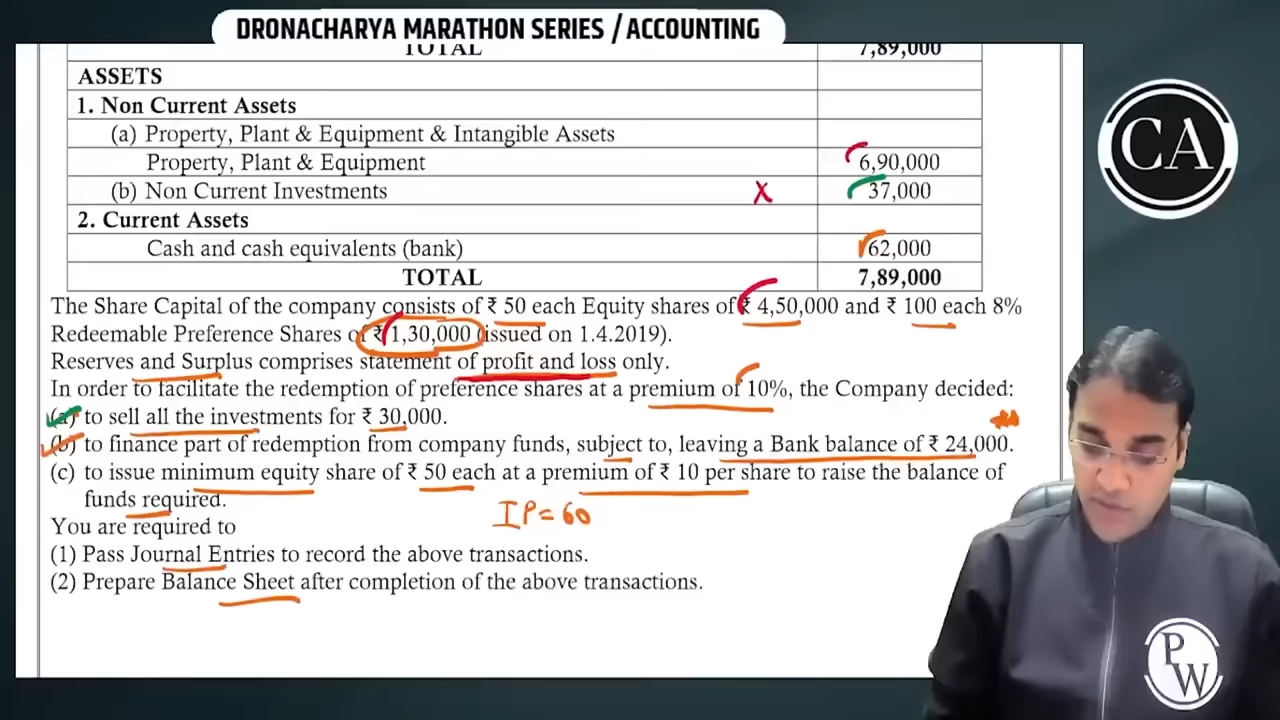 DRONACHARYA MARATHON SERIES / ACCOUNTING
TOTAL 7,89,000
ASSETS
1. Non Current Assets
(a) Property, Plant & Equipment & Intangible Assets
Property, Plant & Equipment 6,90,000
(b) Non Current Investments X 37,000
2. Current Assets
Cash and cash equivalents (bank) 62,000
TOTAL 7,89,000
The Share Capital of the company consists of ₹ 50 each Equity shares of ₹ 4,50,000 and ₹ 100 each 8%
Redeemable Preference Shares of ₹ 1,30,000 (issued on 1.4.2019).
Reserves and Surplus comprises statement of profit and loss only.
In order to facilitate the redemption of preference shares at a premium of 10%, the Company decided:
(a) to sell all the investments for ₹ 30,000.
(b) to finance part of redemption from company funds, subject to, leaving a Bank balance of ₹ 24,000.
(c) to issue minimum equity share of ₹ 50 each at a premium of ₹ 10 per share to raise the balance of
funds required.
IP = 60
You are required to
(1) Pass Journal Entries to record the above transactions.
(2) Prepare Balance Sheet after completion of the above transactions.
CA
PW